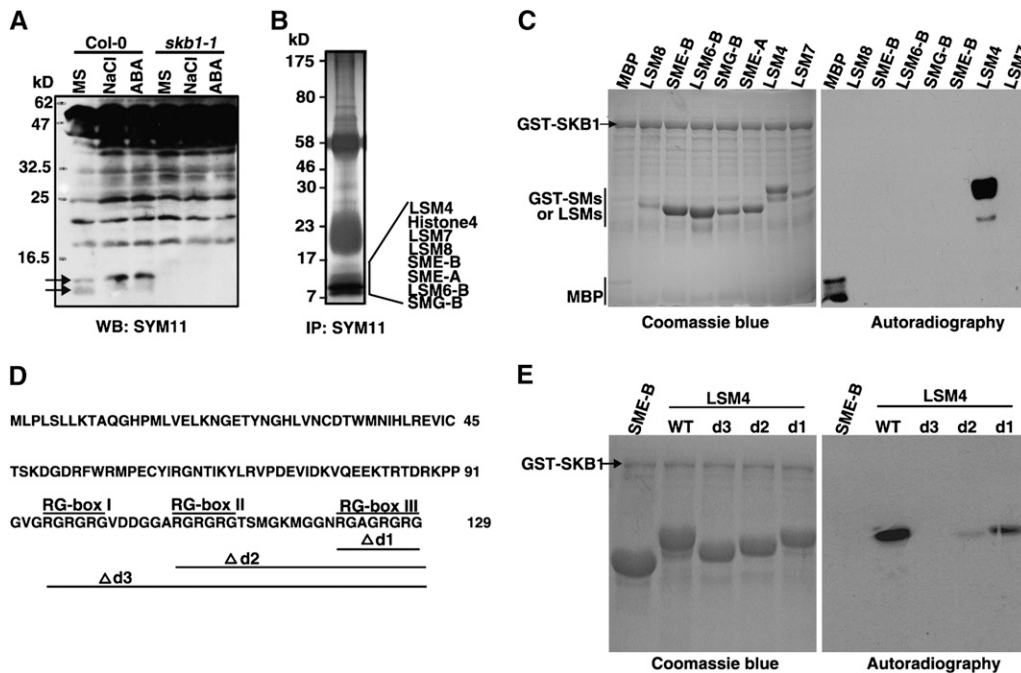 A
Col-0
skb1-1
MS
NaCl
ABA
MS
NaCl
ABA
kD
62
47
32.5
25
16.5
WB: SYM11
B
kD
175
80
58
46
30
23
17
7
LSM4
Histone4
LSM7
LSM8
SME-B
SME-A
LSM6-B
SMG-B
IP: SYM11
C
MBP
LSM8
SME-B
LSM6-B
SMG-B
SME-A
LSM4
LSM7
MBP
LSM8
SME-B
LSM6-B
SMG-B
SME-B
LSM4
LSM7
GST-SKB1
GST-SMs
or LSMs
MBP
Coomassie blue
Autoradiography
D
MLPLSLLKTAQGHPMLVELKNGETYNGHLVNCDTWMNIHLREVIC 45
TSKDGDRFWRMPECYIRGNTIKYLRVPDEVIDKVQEEKTRTDRKPP 91
RG-box I RG-box II RG-box III
GVGRGRGRGVDDGGARGRGRGTSMGKMGGNRGAGRGRG 129
△ d1
△ d2
△ d3
E
SME-B
LSM4
WT d3 d2 d1
SME-B
LSM4
WT d3 d2 d1
GST-SKB1
Coomassie blue
Autoradiography